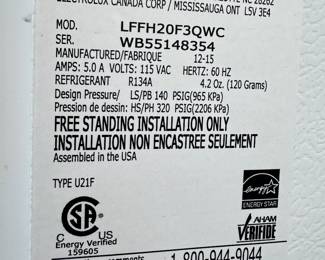 ELECTROLUX CANADA CORP / MISSISSAUGA ONT L5V 3E4
MOD. LFFH20F3QWC
SER. WB55148354
MANUFACTURED/FABRIQUE 12-15
AMPS: 5.0 A VOLTS: 115 VAC HERTZ: 60 HZ
REFRIGERANT R134A 4.2 Oz. (120 Grams)
Design Pressure/ LS/PB 140 PSIG(965 KPa)
Pression de dessin: HS/PH 320 PSIG(2206 KPa)
FREE STANDING INSTALLATION ONLY
INSTALLATION NON ENCASTREE SEULEMENT
Assembled in the USA
TYPE U21F
energy
ENERGY STAR
SA
C US
Energy Verified
159605
AHAM
VERIFIDE
1-800-944-9044